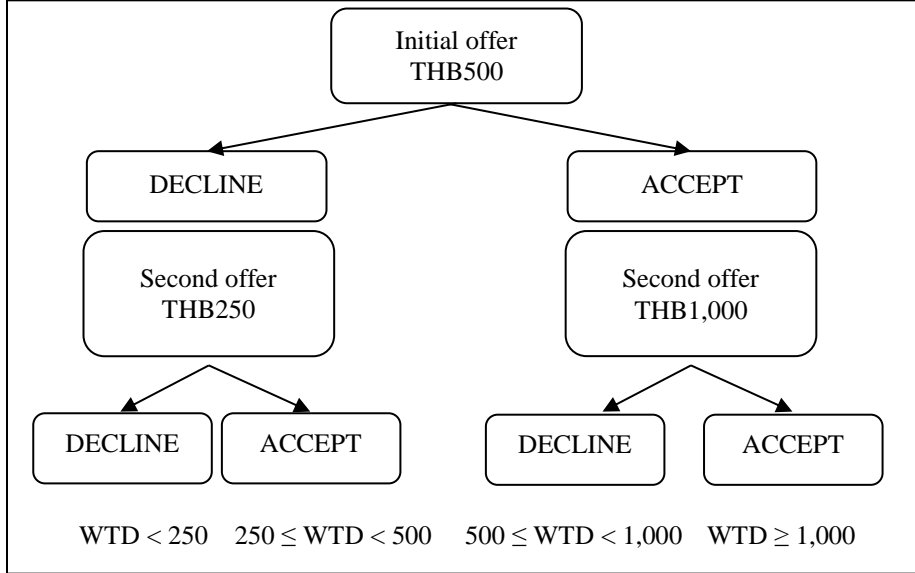 Initial offer
THB500
DECLINE
ACCEPT
Second offer
THB250
Second offer
THB1,000
DECLINE
ACCEPT
DECLINE
ACCEPT
WTD < 250
250 ≤ WTD < 500
500 ≤ WTD < 1,000
WTD ≥ 1,000